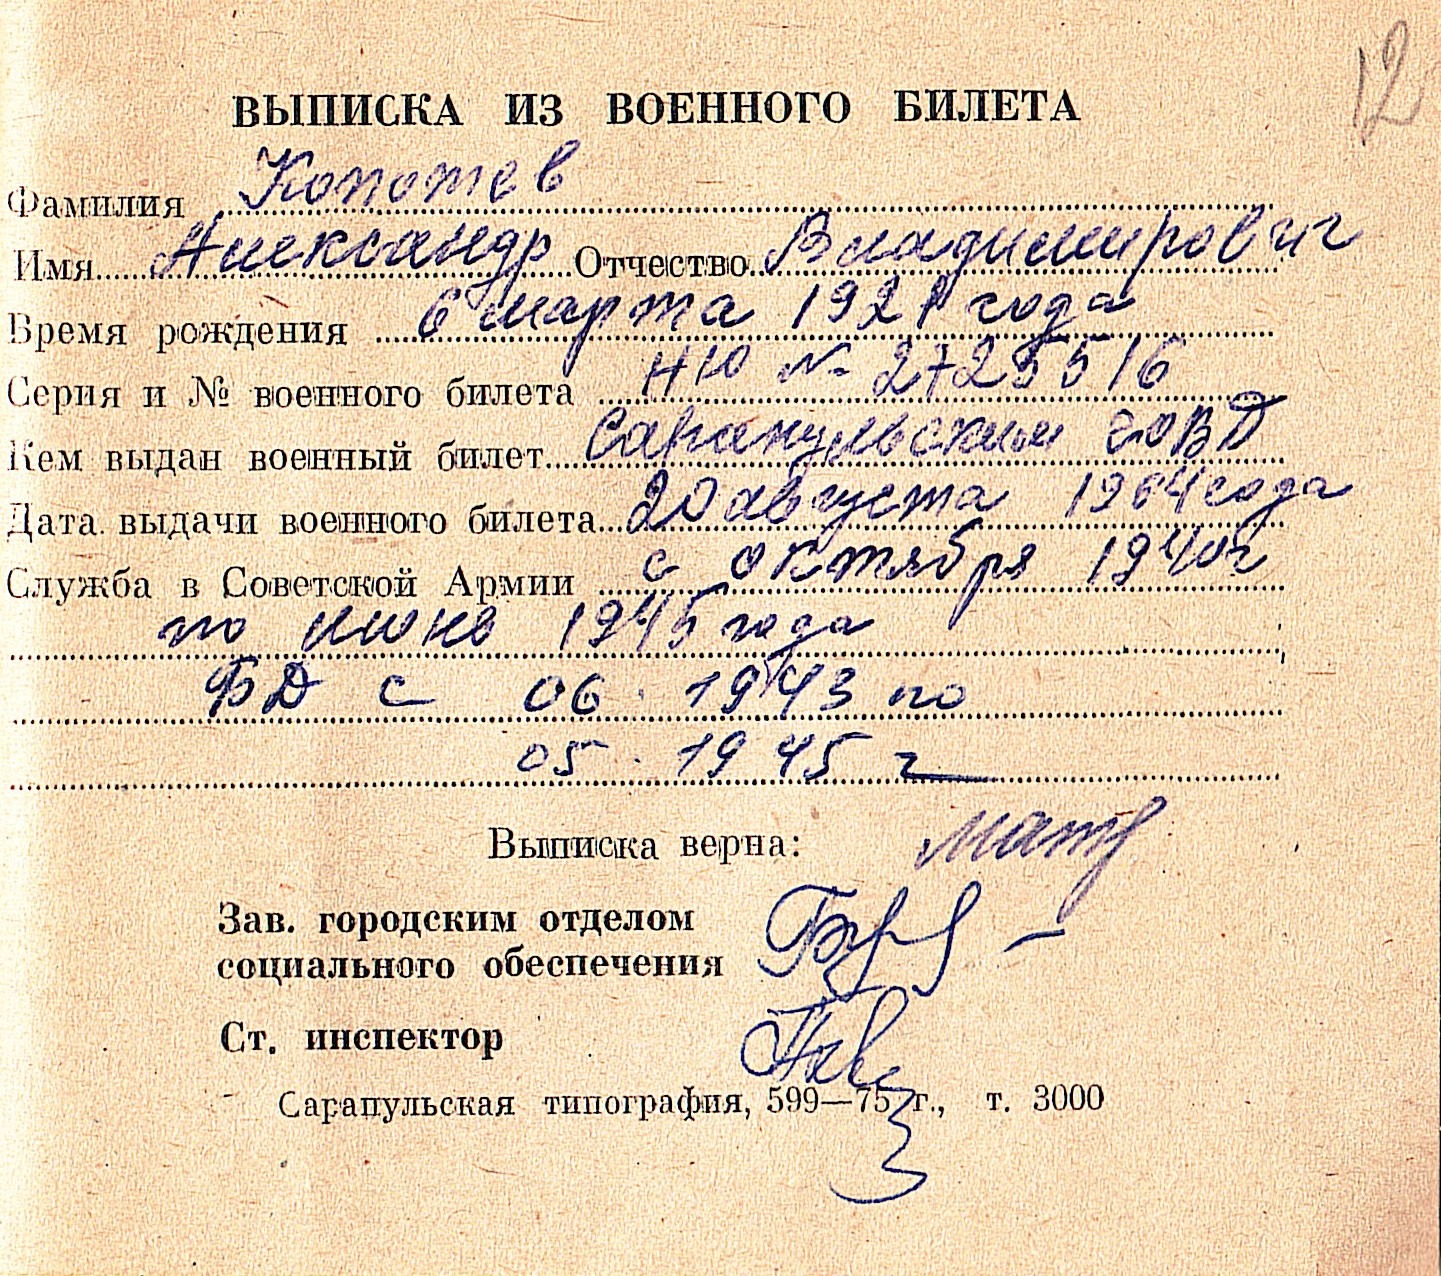 12
ВЫПИСКА ИЗ ВОЕННОГО БИЛЕТА
Фамилия Копотев
Имя Александр Отчество Владимирович
Время рождения 6 марта 1921 года
Серия и № военного билета НЮ № 2725516
Кем выдан военный билет Сарапульским ГОВД
Дата выдачи военного билета 20 августа 1964 года
Служба в Советской Армии с октября 1940 г
по июнь 1945 года
БД с 06. 1943 по
05. 1945 г
Выписка верна:
Зав. городским отделом
социального обеспечения
Ст. инспектор
Сарапульская типография, 599—75 г., т. 3000